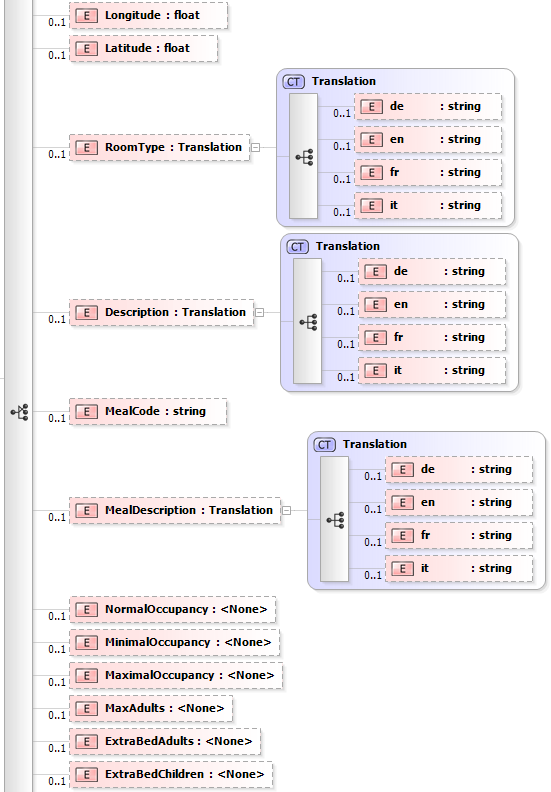 E Longitude : float
0..1
E Latitude : float
0..1
CT Translation
E de : string
0..1
E en : string
0..1
E RoomType : Translation
0..1
E fr : string
0..1
E it : string
0..1
CT Translation
E de : string
0..1
E en : string
0..1
E Description : Translation
0..1
E fr : string
0..1
E it : string
0..1
E MealCode : string
0..1
CT Translation
E de : string
0..1
E en : string
0..1
E MealDescription : Translation
0..1
E fr : string
0..1
E it : string
0..1
E NormalOccupancy : <None>
0..1
E MinimalOccupancy : <None>
0..1
E MaximalOccupancy : <None>
0..1
E MaxAdults : <None>
0..1
E ExtraBedAdults : <None>
0..1
E ExtraBedChildren : <None>
0..1